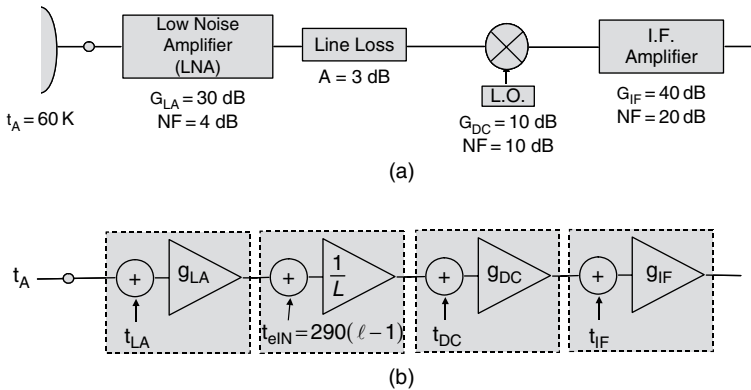 Low Noise
Amplifier
(LNA)
Line Loss
I.F.
Amplifier
A = 3 dB
L.O.
t_A = 60 K
G_LA = 30 dB
NF = 4 dB
G_DC = 10 dB
NF = 10 dB
G_IF = 40 dB
NF = 20 dB
(a)
t_A
+
g_LA
+
1/L
+
g_DC
+
g_IF
t_LA
t_eIN = 290(ℓ − 1)
t_DC
t_IF
(b)